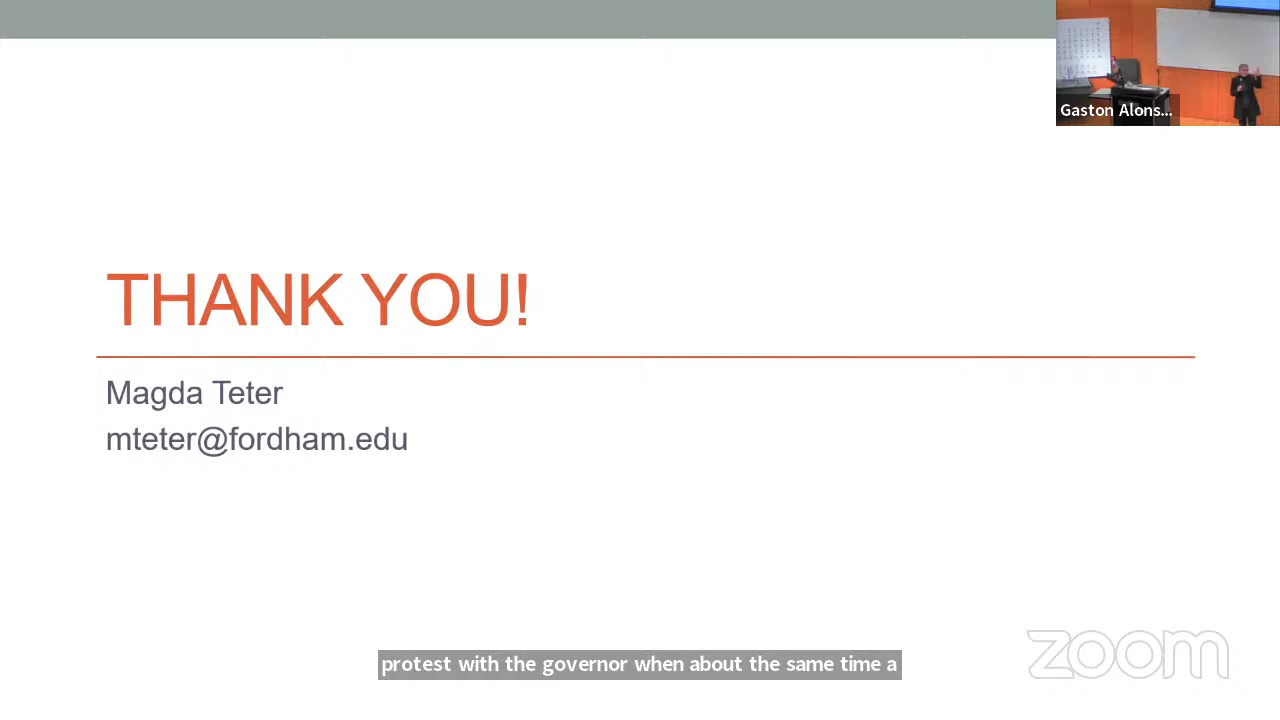 Gaston Alons...
THANK YOU!
Magda Teter
mteter@fordham.edu
protest with the governor when about the same time a
zoom